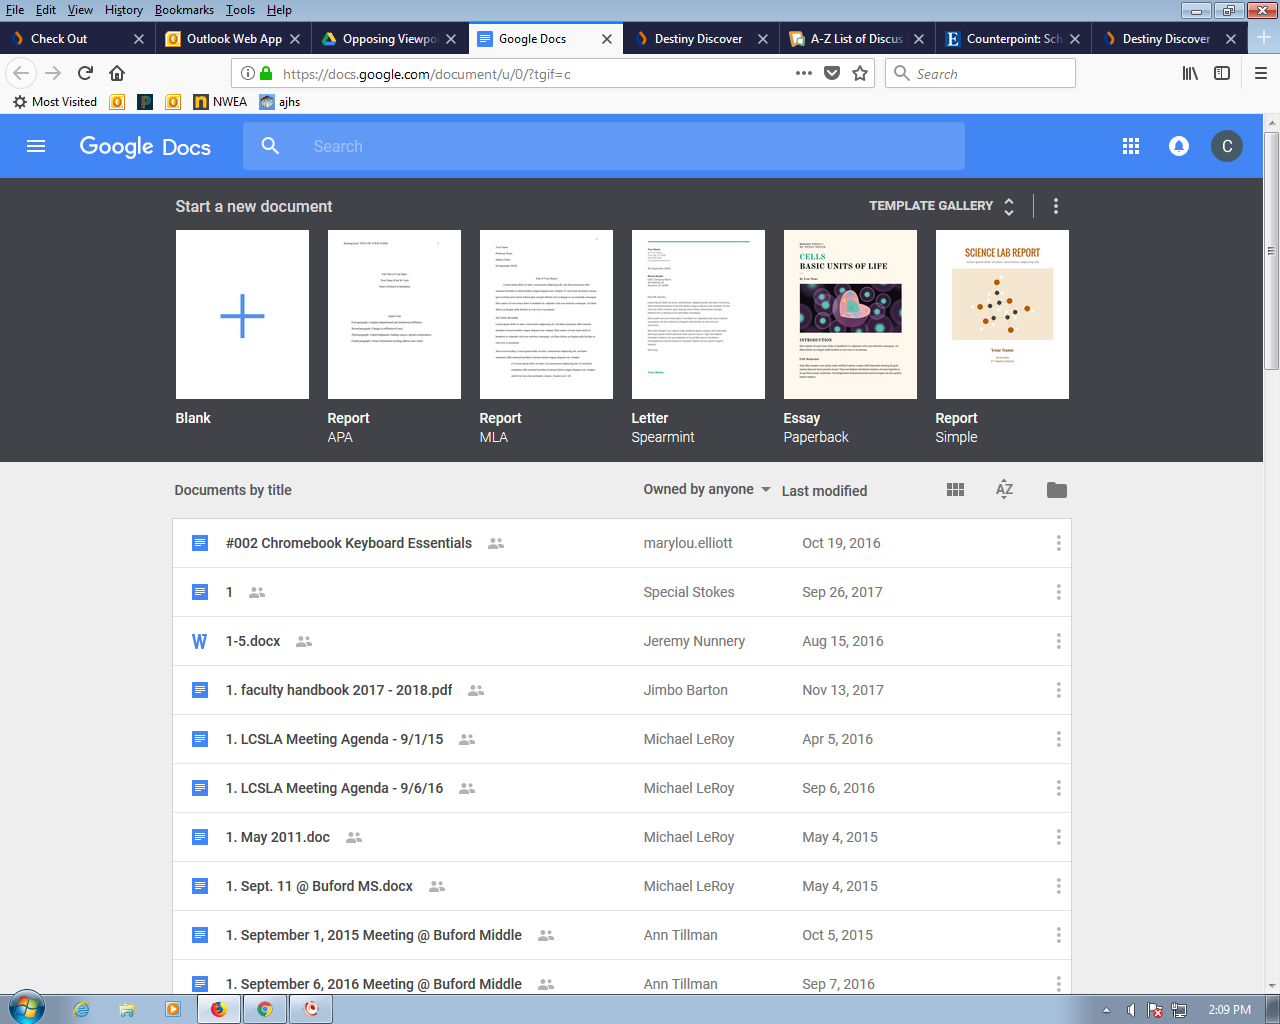 File Edit View History Bookmarks Tools Help
Check Out
Outlook Web App
Opposing Viewpo
Google Docs
Destiny Discover
A-Z List of Discus
Counterpoint: Sch
Destiny Discover
https://docs.google.com/document/u/0/?tgif=c
Search
Most Visited
NWEA
ajhs
Google Docs
Search
C
Start a new document
TEMPLATE GALLERY
CELLS
BASIC UNITS OF LIFE
INTRODUCTION
SCIENCE LAB REPORT
Your Name
Blank
Report
APA
Report
MLA
Letter
Spearmint
Essay
Paperback
Report
Simple
Documents by title
Owned by anyone
Last modified
AZ
#002 Chromebook Keyboard Essentials marylou.elliott Oct 19, 2016
1 Special Stokes Sep 26, 2017
W 1-5.docx Jeremy Nunnery Aug 15, 2016
1. faculty handbook 2017 - 2018.pdf Jimbo Barton Nov 13, 2017
1. LCSLA Meeting Agenda - 9/1/15 Michael LeRoy Apr 5, 2016
1. LCSLA Meeting Agenda - 9/6/16 Michael LeRoy Sep 6, 2016
1. May 2011.doc Michael LeRoy May 4, 2015
1. Sept. 11 @ Buford MS.docx Michael LeRoy May 4, 2015
1. September 1, 2015 Meeting @ Buford Middle Ann Tillman Oct 5, 2015
1. September 6, 2016 Meeting @ Buford Middle Ann Tillman Sep 7, 2016
2:09 PM